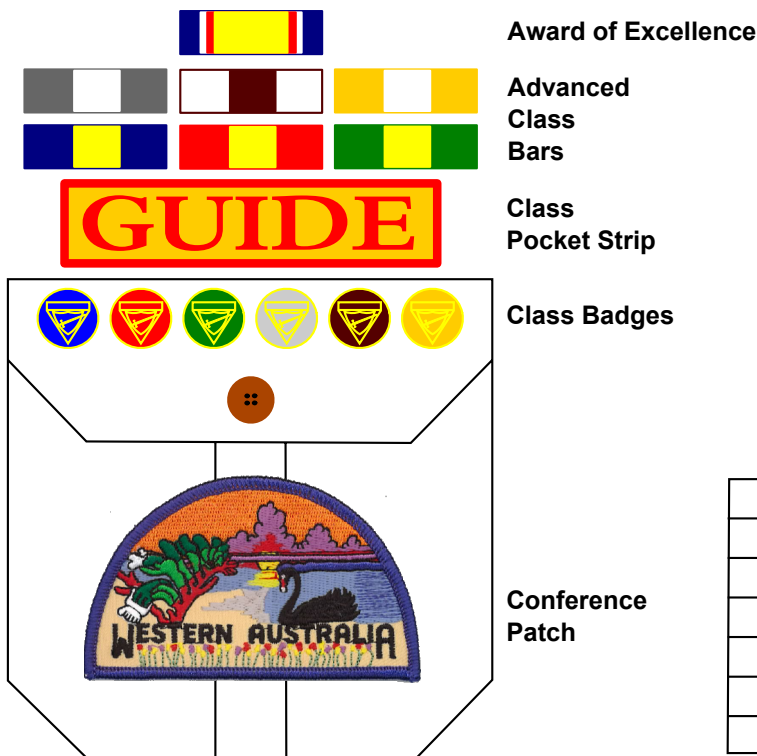 Award of Excellence
Advanced
Class
Bars
GUIDE
Class
Pocket Strip
Class Badges
WESTERN AUSTRALIA
Conference
Patch